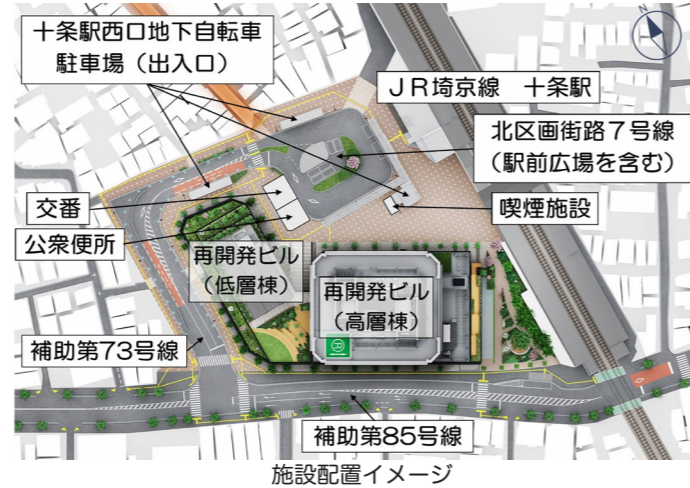 十条駅西口地下自転車
駐車場（出入口）
N
ＪＲ埼京線　十条駅
北区画街路７号線
（駅前広場を含む）
交番
喫煙施設
公衆便所
再開発ビル
（低層棟）
再開発ビル
（高層棟）
補助第73号線
補助第85号線
施設配置イメージ